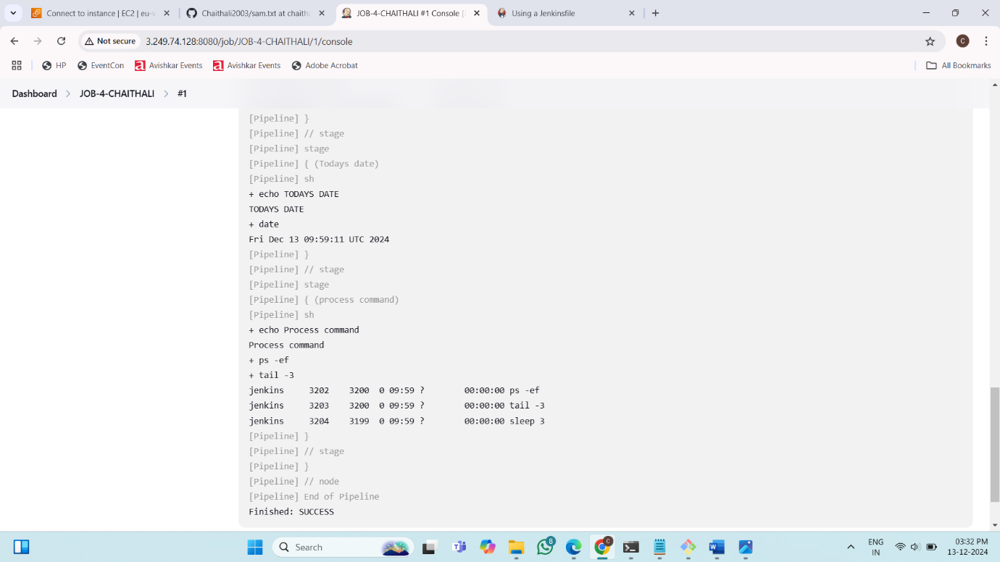 Connect to instance | EC2 | eu-w
Chaithali2003/sam.txt at chaith
JOB-4-CHAITHALI #1 Console [J
Using a Jenkinsfile
Not secure 3.249.74.128:8080/job/JOB-4-CHAITHALI/1/console
C
HP
EventCon
Avishkar Events
Avishkar Events
Adobe Acrobat
All Bookmarks
Dashboard > JOB-4-CHAITHALI > #1
[Pipeline] }
[Pipeline] // stage
[Pipeline] stage
[Pipeline] { (Todays date)
[Pipeline] sh
+ echo TODAYS DATE
TODAYS DATE
+ date
Fri Dec 13 09:59:11 UTC 2024
[Pipeline] }
[Pipeline] // stage
[Pipeline] stage
[Pipeline] { (process command)
[Pipeline] sh
+ echo Process command
Process command
+ ps -ef
+ tail -3
jenkins 3202 3200 0 09:59 ? 00:00:00 ps -ef
jenkins 3203 3200 0 09:59 ? 00:00:00 tail -3
jenkins 3204 3199 0 09:59 ? 00:00:00 sleep 3
[Pipeline] }
[Pipeline] // stage
[Pipeline] }
[Pipeline] // node
[Pipeline] End of Pipeline
Finished: SUCCESS
Search
8
C
ENG
IN
03:32 PM
13-12-2024